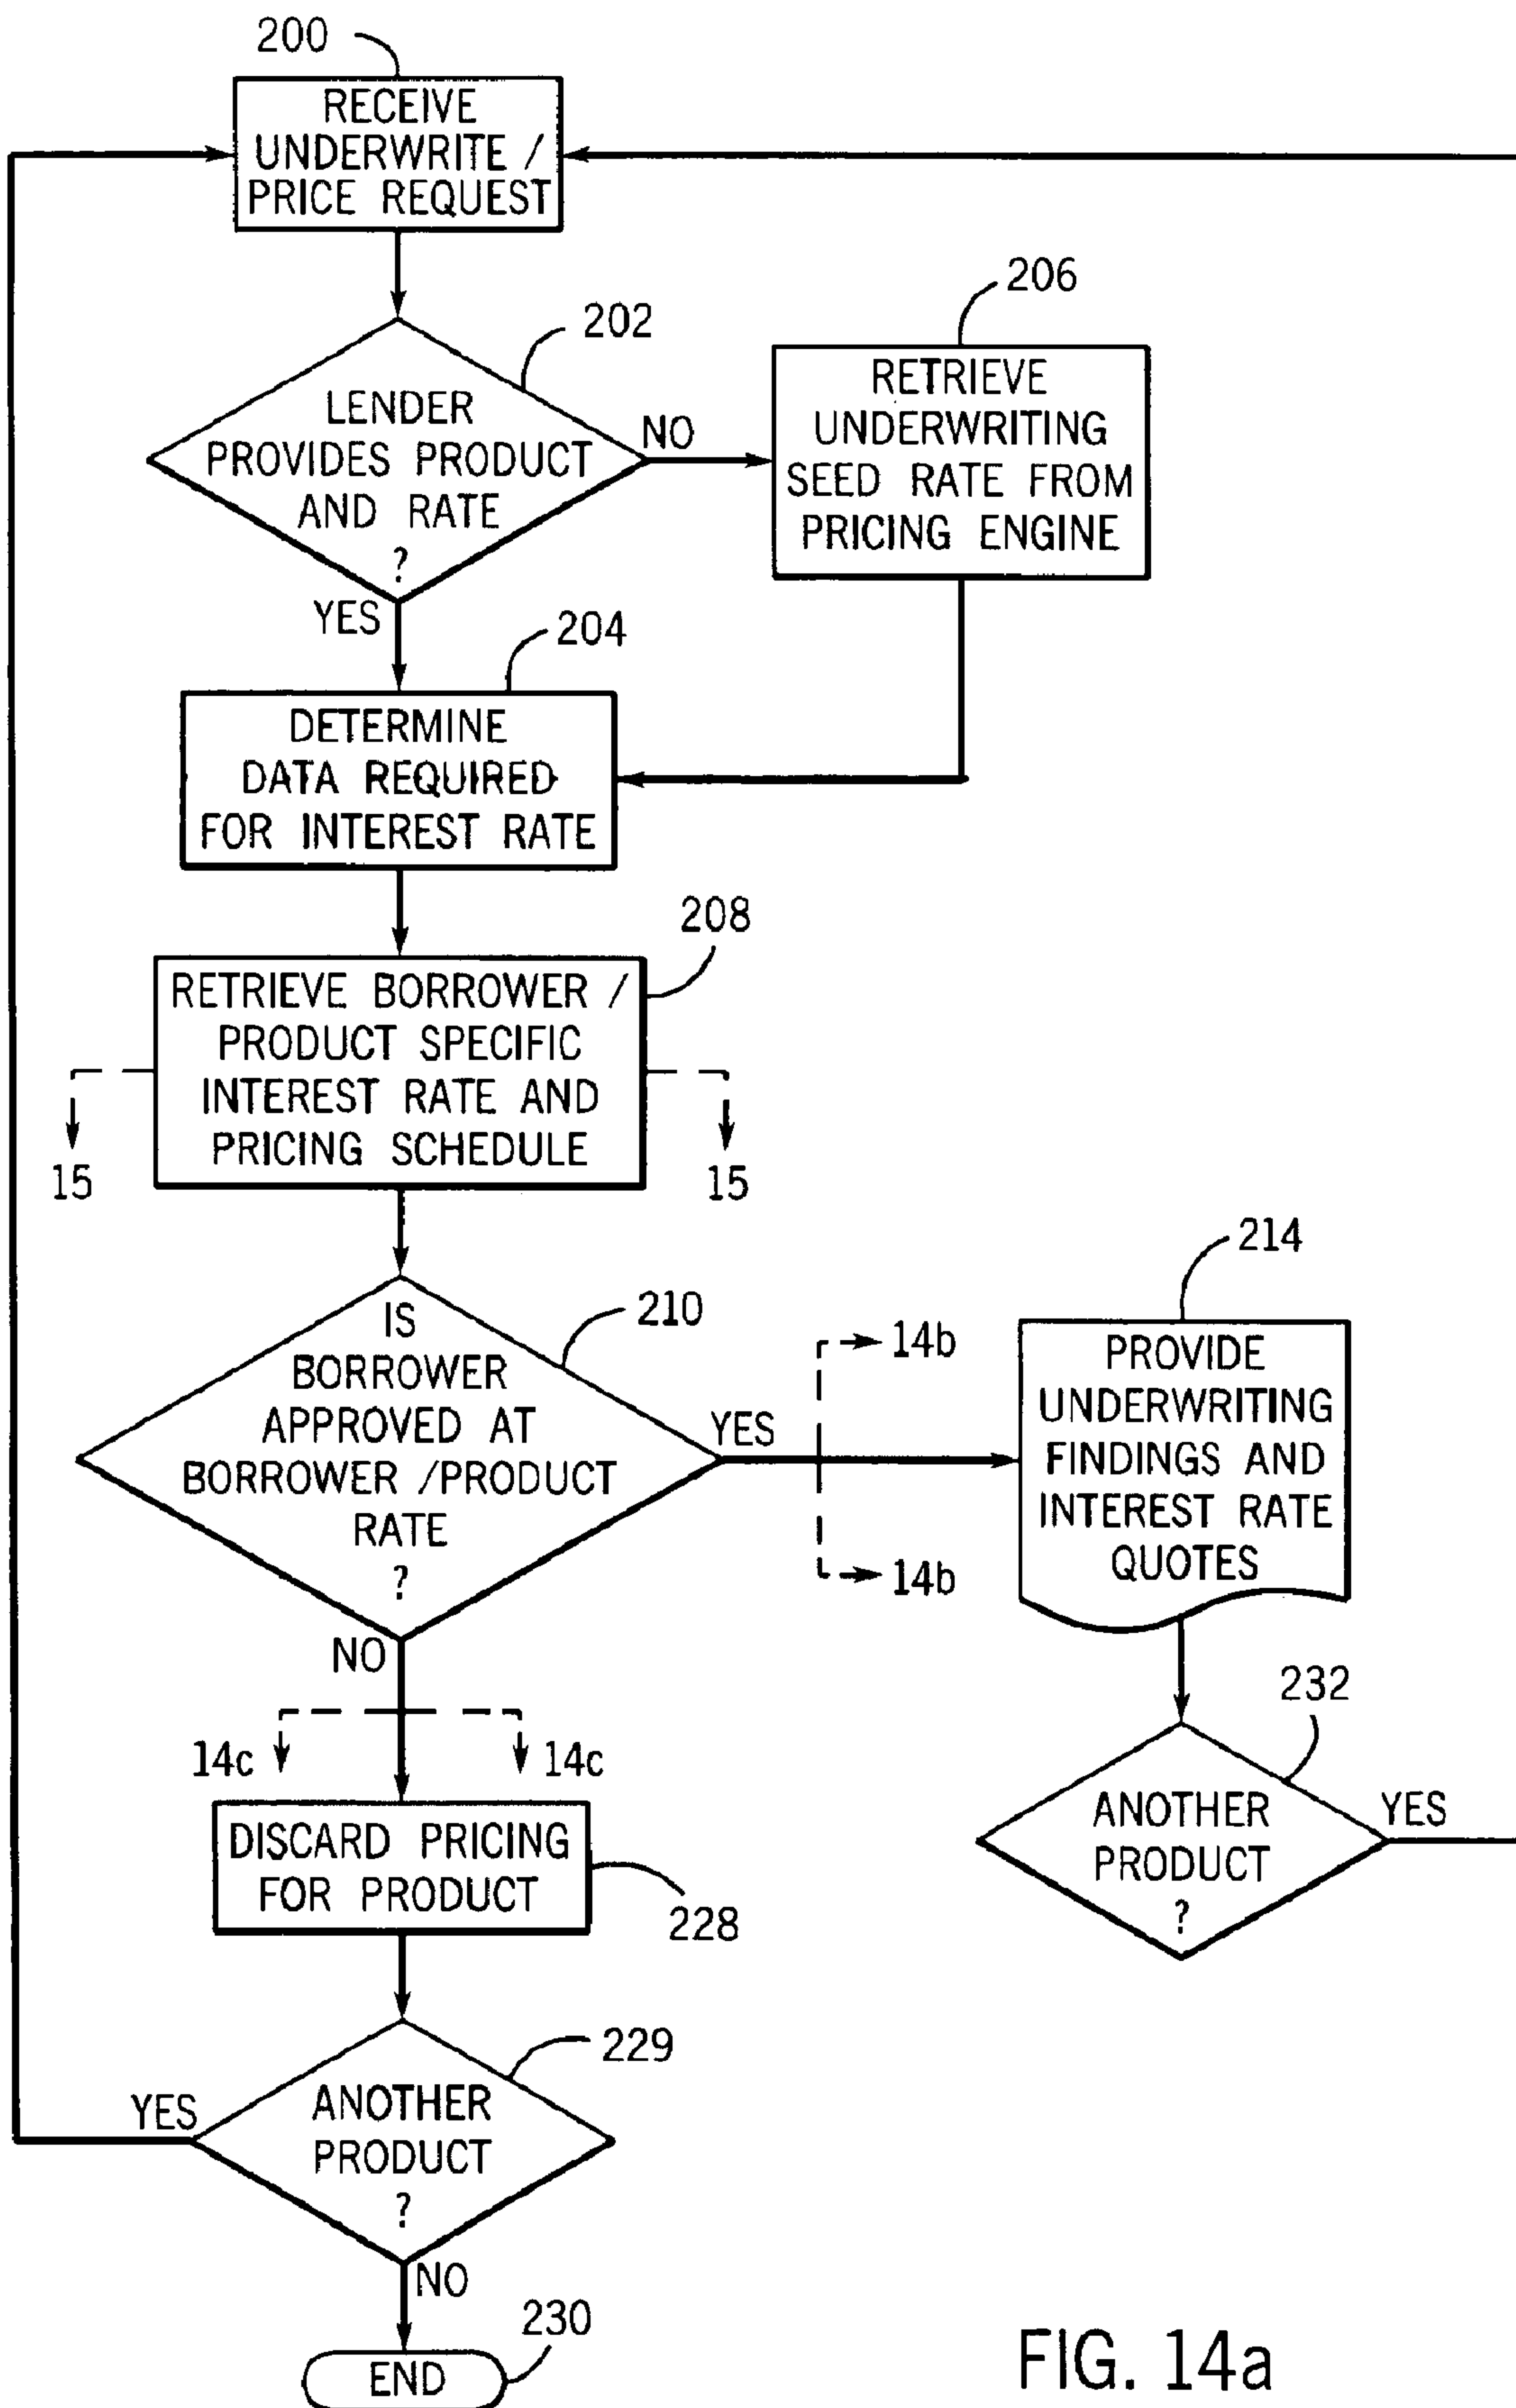 200
RECEIVE
UNDERWRITE /
PRICE REQUEST
202
LENDER
PROVIDES PRODUCT
AND RATE
?
NO
YES
206
RETRIEVE
UNDERWRITING
SEED RATE FROM
PRICING ENGINE
204
DETERMINE
DATA REQUIRED
FOR INTEREST RATE
208
RETRIEVE BORROWER /
PRODUCT SPECIFIC
INTEREST RATE AND
PRICING SCHEDULE
15
15
210
IS
BORROWER
APPROVED AT
BORROWER /PRODUCT
RATE
?
YES
14b
14b
NO
214
PROVIDE
UNDERWRITING
FINDINGS AND
INTEREST RATE
QUOTES
232
ANOTHER
PRODUCT
?
YES
14c
14c
DISCARD PRICING
FOR PRODUCT
228
229
ANOTHER
PRODUCT
?
YES
NO
230
END
FIG. 14a